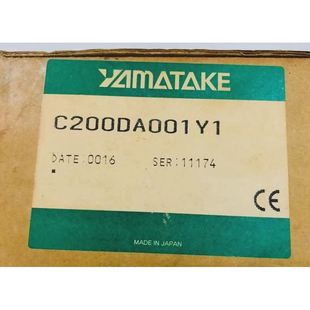 YAMATAKE
C200DA001Y1
DATE:0016 SER:11174
CE
MADE IN JAPAN